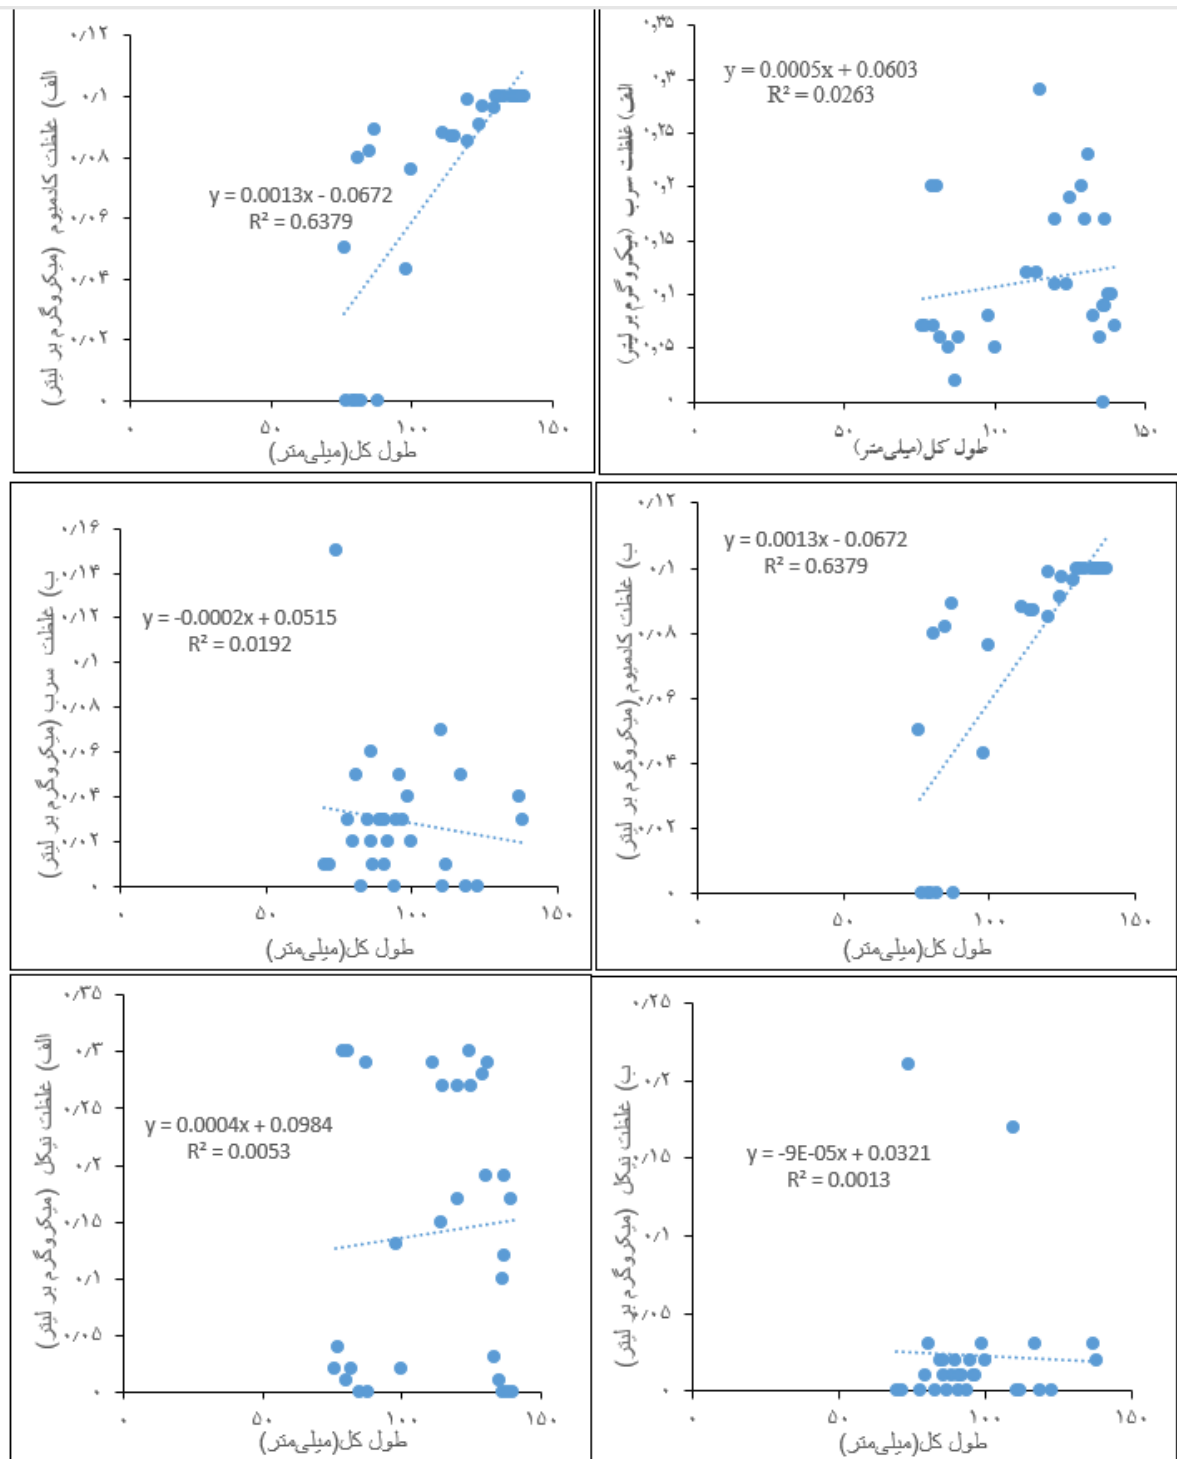 الف) غلظت کادمیوم (میکروگرم بر لیتر)
۰٫۱۲
۰٫۱
۰٫۰۸
۰٫۰۶
۰٫۰۴
۰٫۰۲
۰
y = 0.0013x - 0.0672
R² = 0.6379
۰ ۵۰ ۱۰۰ ۱۵۰
طول کل(میلی‌متر)
الف) غلظت سرب (میکروگرم بر لیتر)
۰,۳۵
۰,۳
۰,۲۵
۰,۲
۰,۱۵
۰,۱
۰,۰۵
۰
y = 0.0005x + 0.0603
R² = 0.0263
۰ ۵۰ ۱۰۰ ۱۵۰
طول کل(میلی‌متر)
ب) غلظت سرب (میکروگرم بر لیتر)
۰٫۱۶
۰٫۱۴
۰٫۱۲
۰٫۱
۰٫۰۸
۰٫۰۶
۰٫۰۴
۰٫۰۲
۰
y = -0.0002x + 0.0515
R² = 0.0192
۰ ۵۰ ۱۰۰ ۱۵۰
طول کل(میلی‌متر)
ب) غلظت کادمیوم (میکروگرم بر لیتر)
۰٫۱۲
۰٫۱
۰٫۰۸
۰٫۰۶
۰٫۰۴
۰٫۰۲
۰
y = 0.0013x - 0.0672
R² = 0.6379
۰ ۵۰ ۱۰۰ ۱۵۰
طول کل(میلی‌متر)
الف) غلظت نیکل (میکروگرم بر لیتر)
۰٫۳۵
۰٫۳
۰٫۲۵
۰٫۲
۰٫۱۵
۰٫۱
۰٫۰۵
۰
y = 0.0004x + 0.0984
R² = 0.0053
۰ ۵۰ ۱۰۰ ۱۵۰
طول کل(میلی‌متر)
ب) غلظت نیکل (میکروگرم بر لیتر)
۰٫۲۵
۰٫۲
۰٫۱۵
۰٫۱
۰٫۰۵
۰
y = -9E-05x + 0.0321
R² = 0.0013
۰ ۵۰ ۱۰۰ ۱۵۰
طول کل(میلی‌متر)